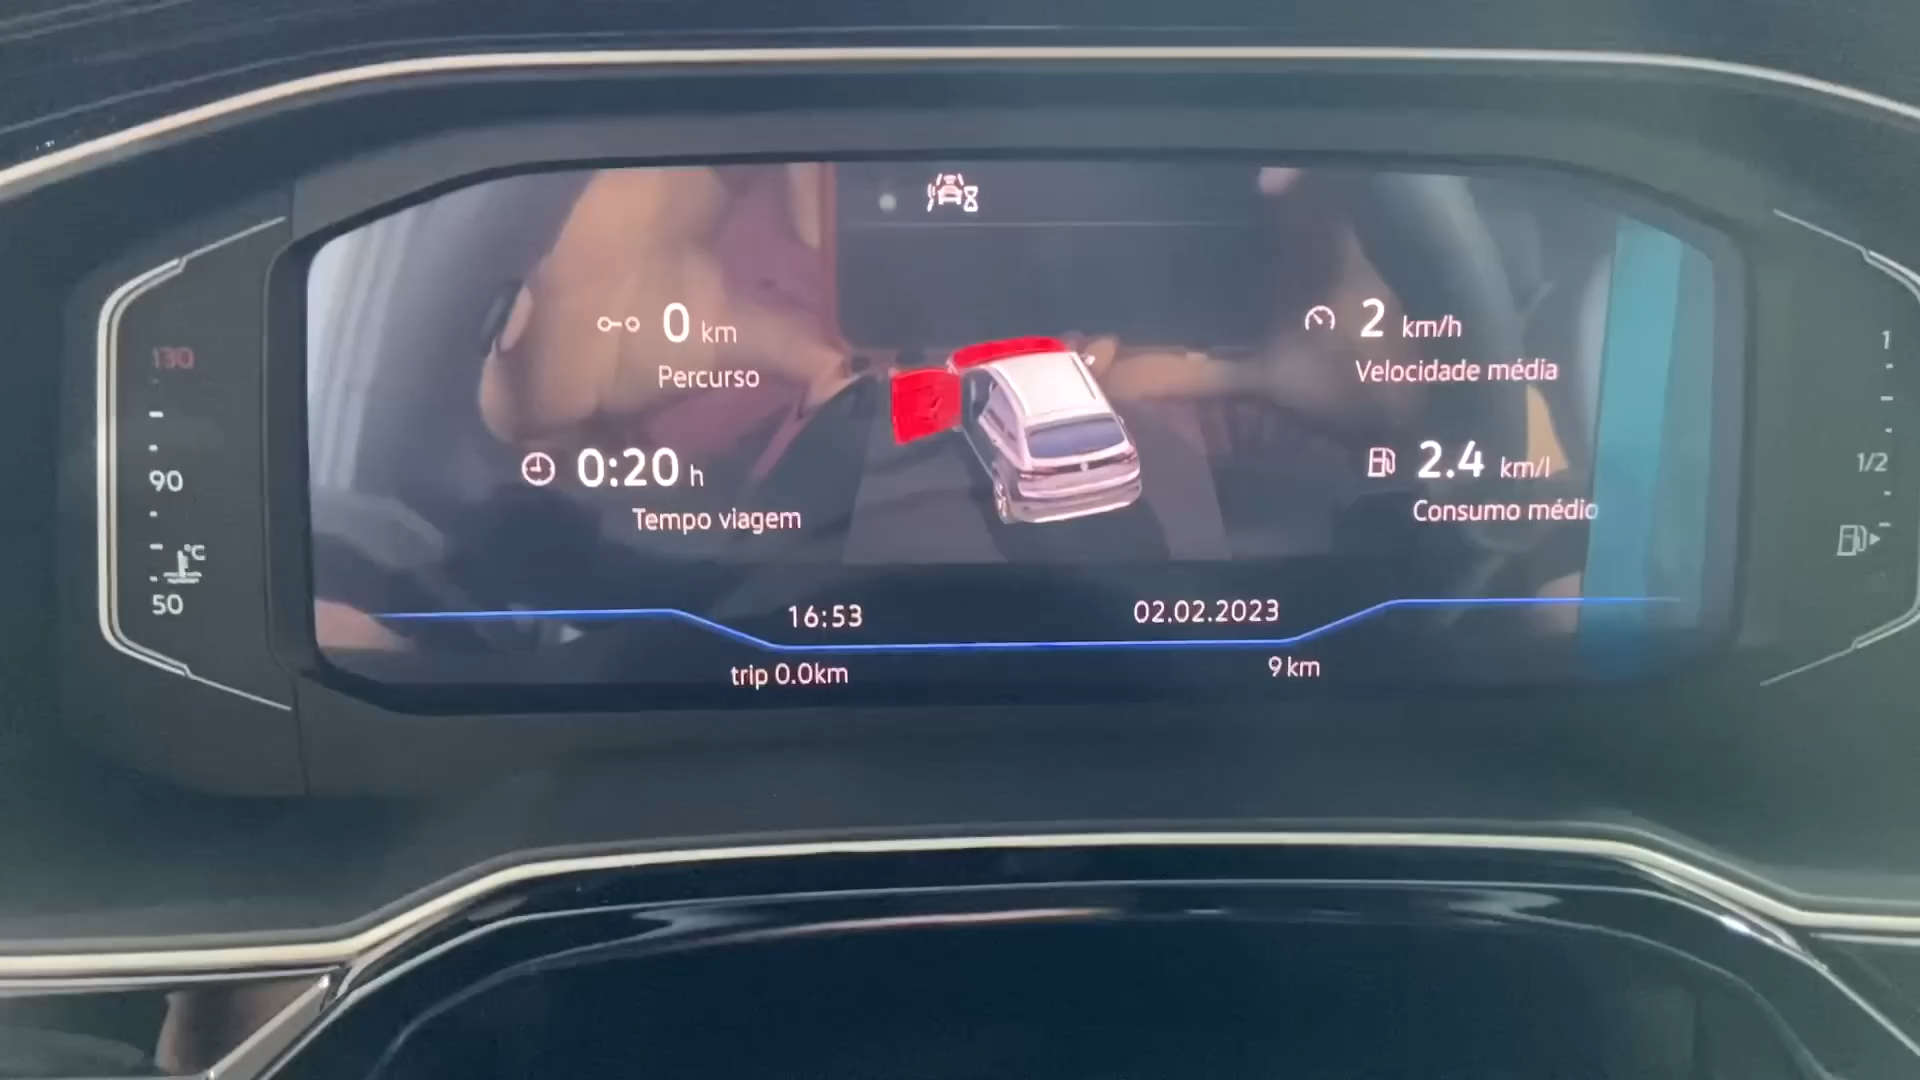 130
90
°C
50
0 km
Percurso
0:20 h
Tempo viagem
2 km/h
Velocidade média
2.4 km/l
Consumo médio
16:53
02.02.2023
trip 0.0km
9 km
1
1/2